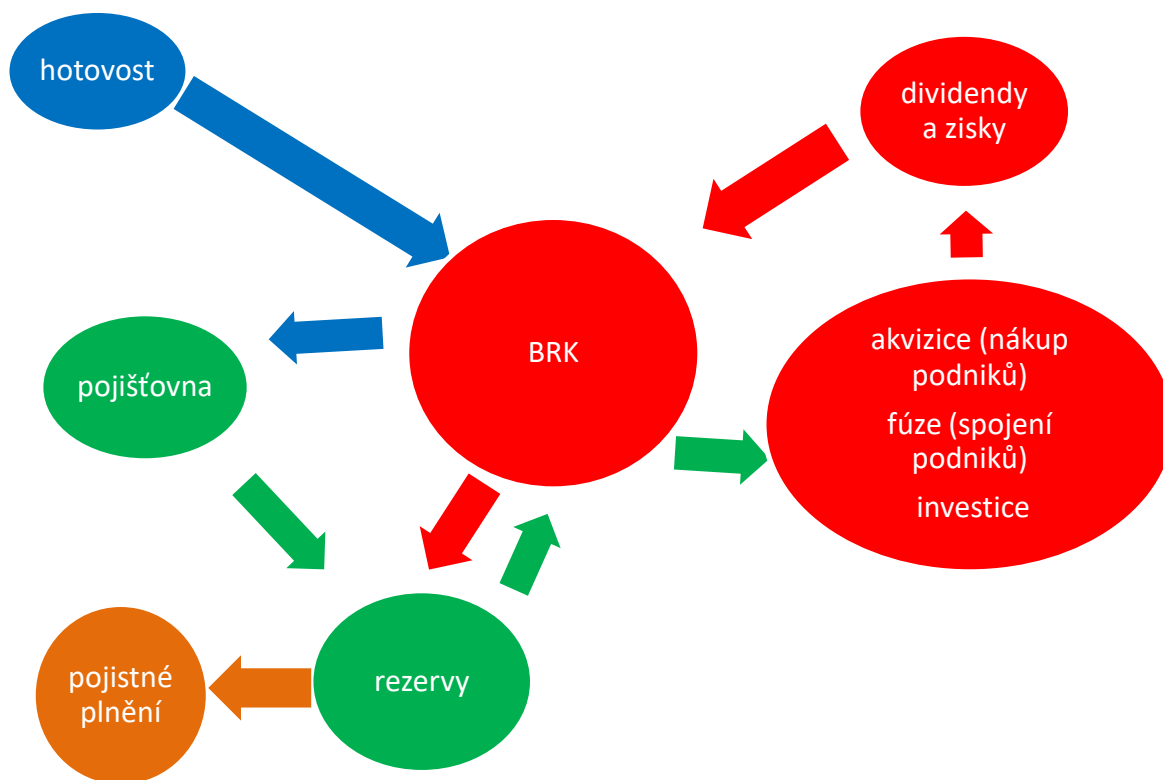 hotovost
dividendy
a zisky
BRK
akvizice (nákup
podniků)
fúze (spojení
podniků)
investice
pojišťovna
rezervy
pojistné
plnění